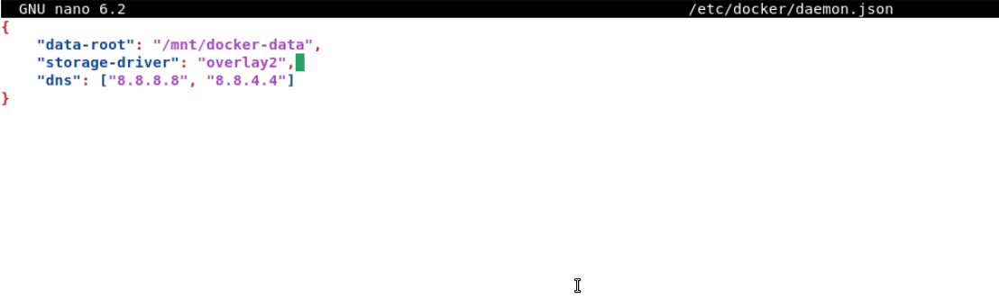 GNU nano 6.2 /etc/docker/daemon.json
{
    "data-root": "/mnt/docker-data",
    "storage-driver": "overlay2",
    "dns": ["8.8.8.8", "8.8.4.4"]
}